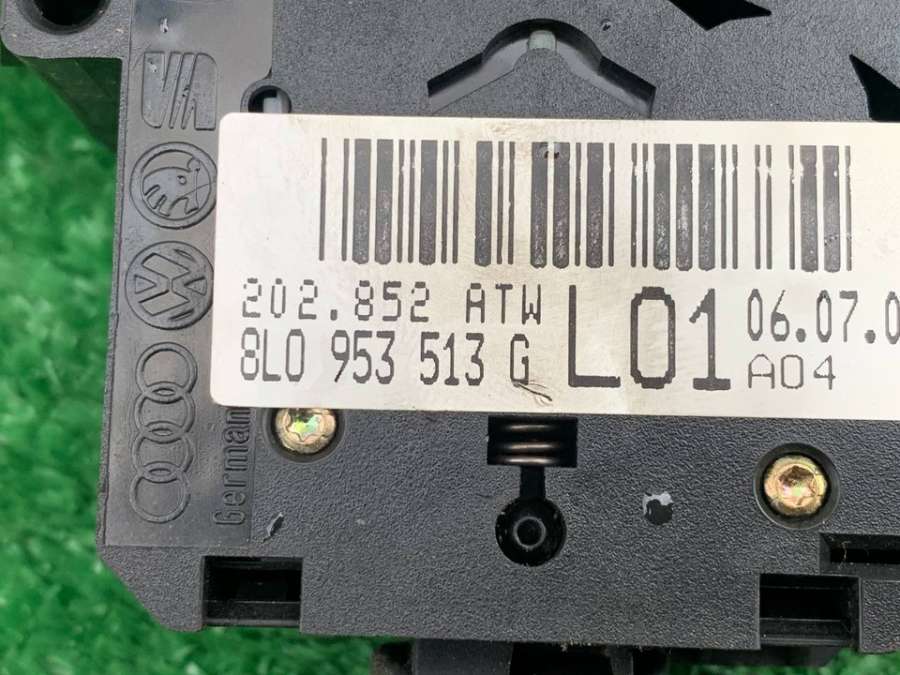 202.852 ATW
8L0 953 513 G
L01
06.07.0
A04
German